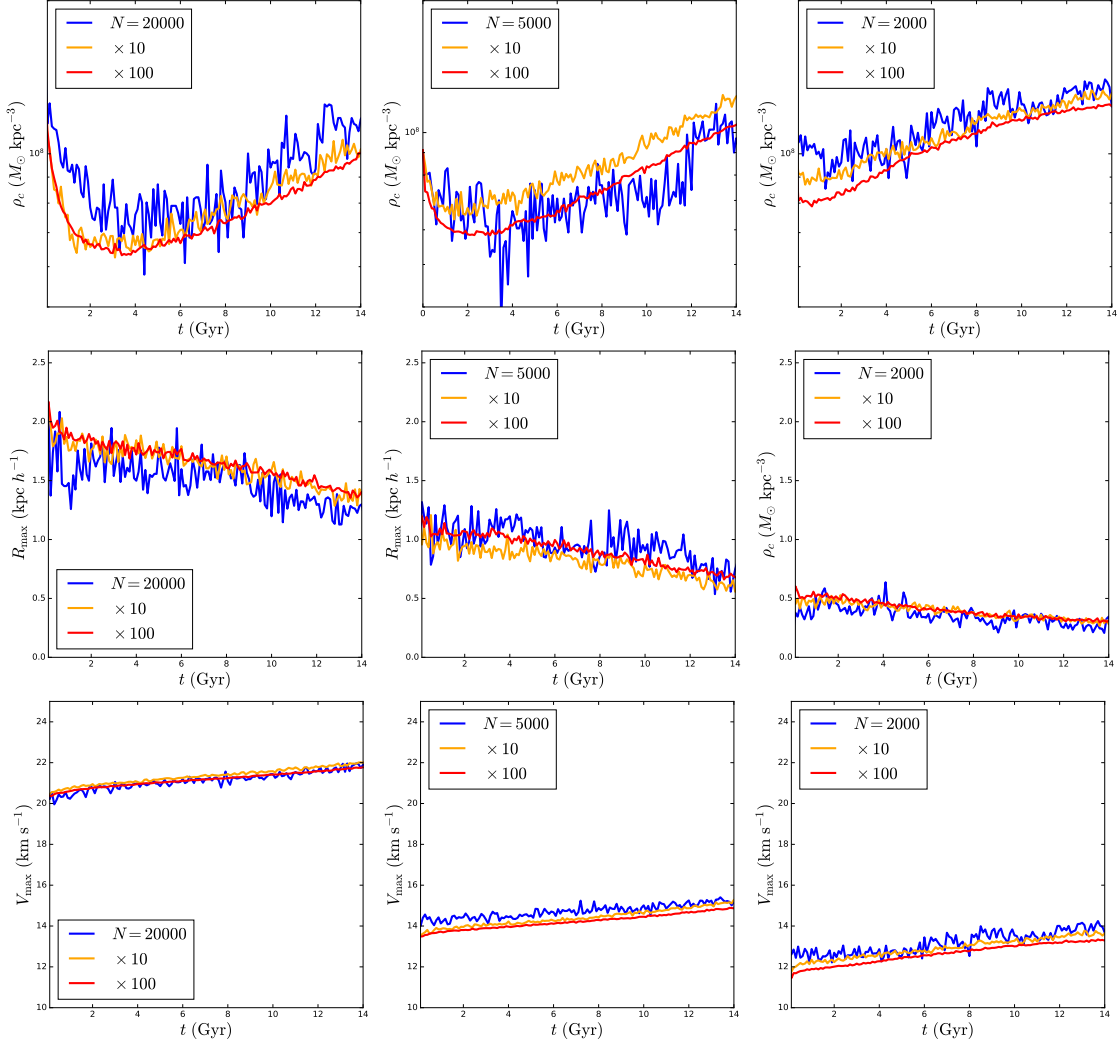 N = 20000
× 10
× 100
ρc (M⊙ kpc−3)
10^8
2 4 6 8 10 12 14
t (Gyr)
N = 5000
× 10
× 100
ρc (M⊙ kpc−3)
10^8
0 2 4 6 8 10 12 14
t (Gyr)
N = 2000
× 10
× 100
ρc (M⊙ kpc−3)
10^8
2 4 6 8 10 12 14
t (Gyr)
2.5
2.0
1.5
1.0
0.5
0.0
Rmax (kpc h−1)
N = 20000
× 10
× 100
2 4 6 8 10 12 14
t (Gyr)
2.5
2.0
1.5
1.0
0.5
0.0
Rmax (kpc h−1)
N = 5000
× 10
× 100
2 4 6 8 10 12 14
t (Gyr)
2.5
2.0
1.5
1.0
0.5
0.0
ρc (M⊙ kpc−3)
N = 2000
× 10
× 100
2 4 6 8 10 12 14
t (Gyr)
24
22
20
18
16
14
12
10
Vmax (km s−1)
N = 20000
× 10
× 100
2 4 6 8 10 12 14
t (Gyr)
24
22
20
18
16
14
12
10
Vmax (km s−1)
N = 5000
× 10
× 100
2 4 6 8 10 12 14
t (Gyr)
24
22
20
18
16
14
12
10
Vmax (km s−1)
N = 2000
× 10
× 100
2 4 6 8 10 12 14
t (Gyr)